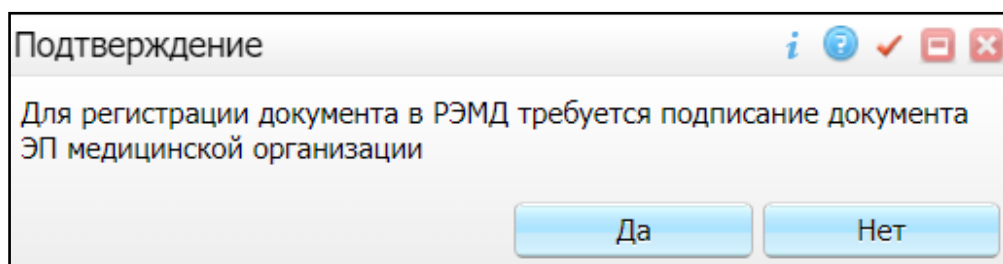 Подтверждение
Для регистрации документа в РЭМД требуется подписание документа
ЭП медицинской организации
Да
Нет